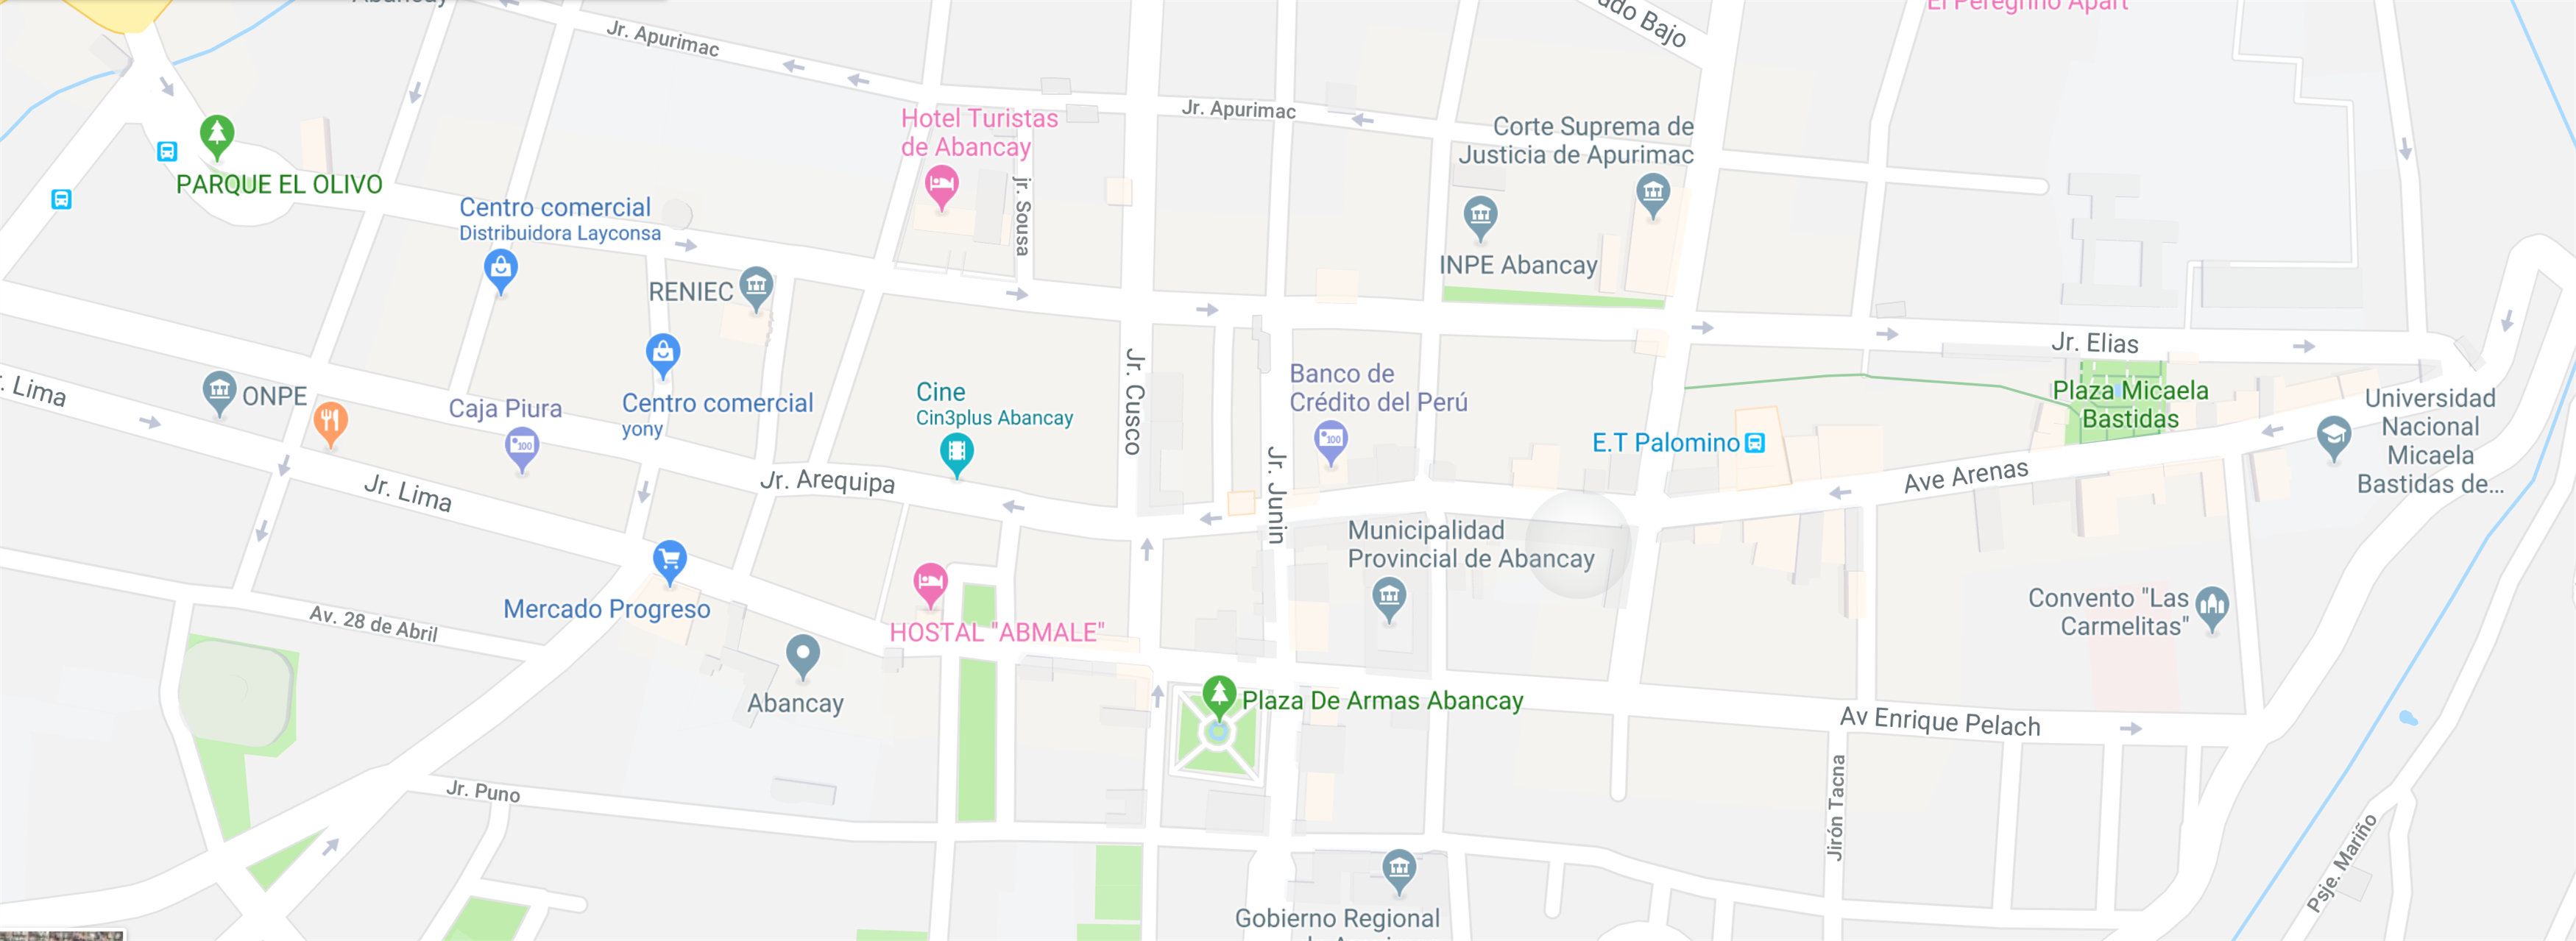 Abancay
El Peregrino Apart
Jr. Apurimac
ado Bajo
Jr. Apurimac
Hotel Turistas
de Abancay
Corte Suprema de
Justicia de Apurimac
PARQUE EL OLIVO
jr. Sousa
Centro comercial
Distribuidora Layconsa
INPE Abancay
RENIEC
Jr. Elias
Jr. Cusco
Banco de
Crédito del Perú
r. Lima
ONPE
Caja Piura
100
Centro comercial
yony
Cine
Cin3plus Abancay
100
Plaza Micaela
Bastidas
Universidad
Nacional
Micaela
Bastidas de...
E.T Palomino
Jr. Lima
Jr. Arequipa
Jr. Junin
Ave Arenas
Municipalidad
Provincial de Abancay
Mercado Progreso
Av. 28 de Abril
HOSTAL "ABMALE"
Convento "Las
Carmelitas"
Abancay
Plaza De Armas Abancay
Av Enrique Pelach
Jr. Puno
Jirón Tacna
Psje. Mariño
Gobierno Regional